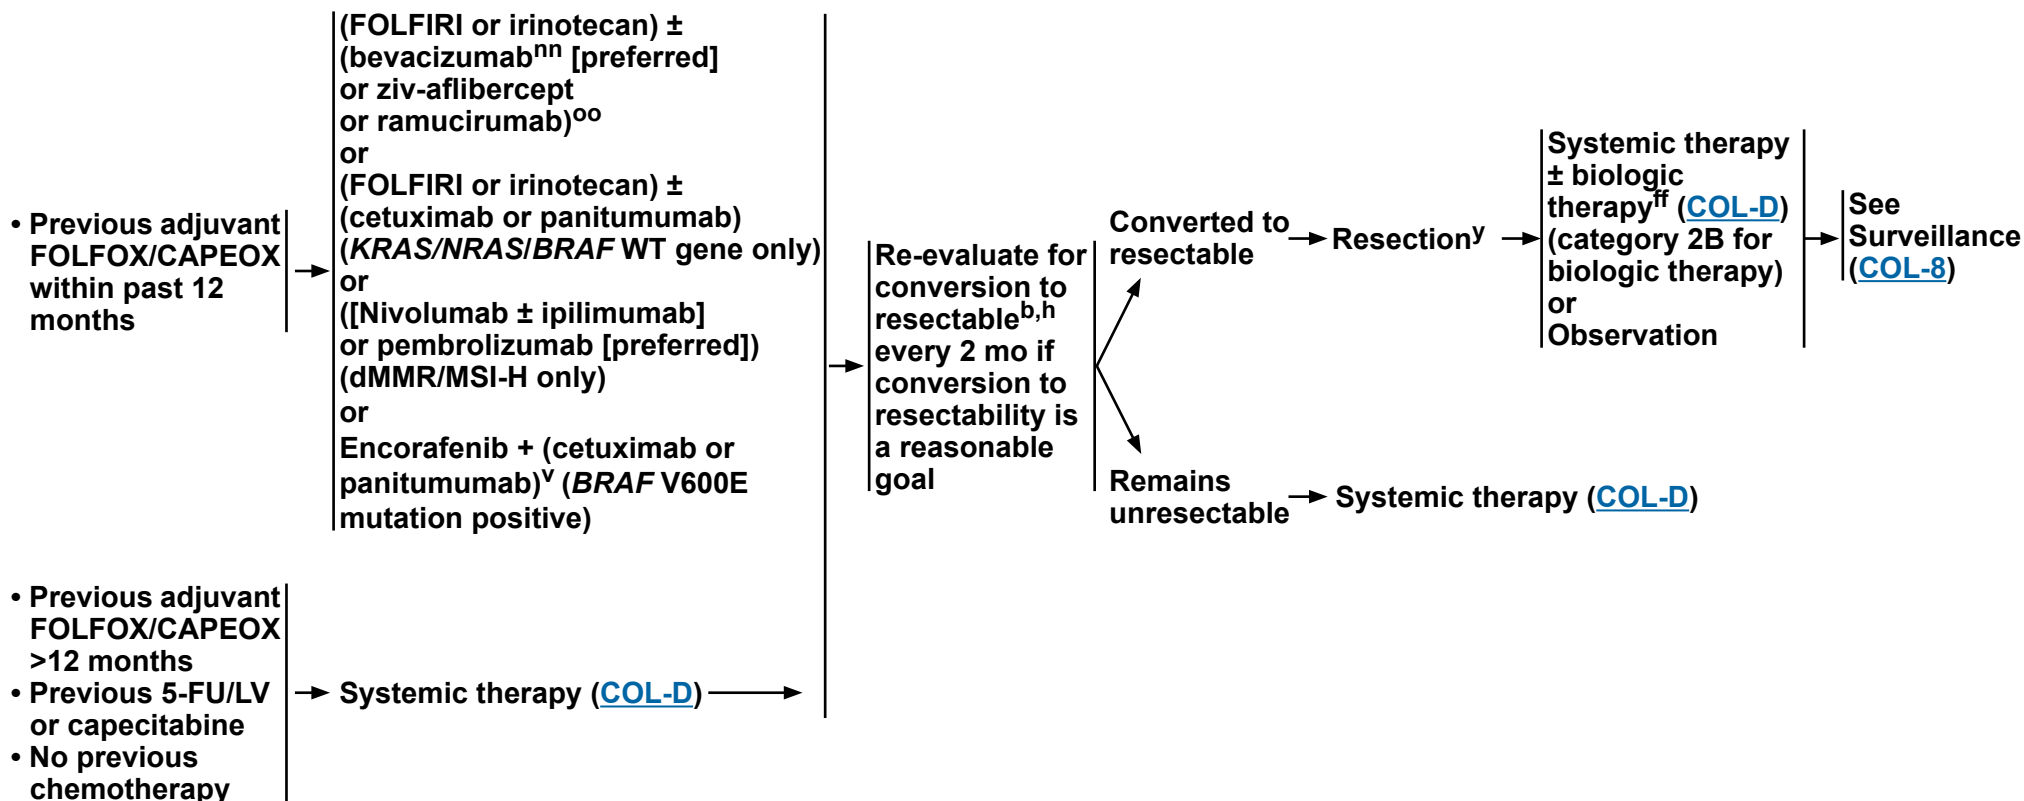 • Previous adjuvant
FOLFOX/CAPEOX
within past 12
months
(FOLFIRI or irinotecan) ±
(bevacizumabⁿⁿ [preferred]
or ziv-aflibercept
or ramucirumab)ᵒᵒ
or
(FOLFIRI or irinotecan) ±
(cetuximab or panitumumab)
(KRAS/NRAS/BRAF WT gene only)
or
([Nivolumab ± ipilimumab]
or pembrolizumab [preferred])
(dMMR/MSI-H only)
or
Encorafenib + (cetuximab or
panitumumab)ᵛ (BRAF V600E
mutation positive)
• Previous adjuvant
FOLFOX/CAPEOX
>12 months
• Previous 5-FU/LV
or capecitabine
• No previous
chemotherapy
Systemic therapy (COL-D)
Re-evaluate for
conversion to
resectableᵇ,ʰ
every 2 mo if
conversion to
resectability is
a reasonable
goal
Converted to
resectable
Resectionʸ
Systemic therapy
± biologic
therapyᶠᶠ (COL-D)
(category 2B for
biologic therapy)
or
Observation
See
Surveillance
(COL-8)
Remains
unresectable
Systemic therapy (COL-D)